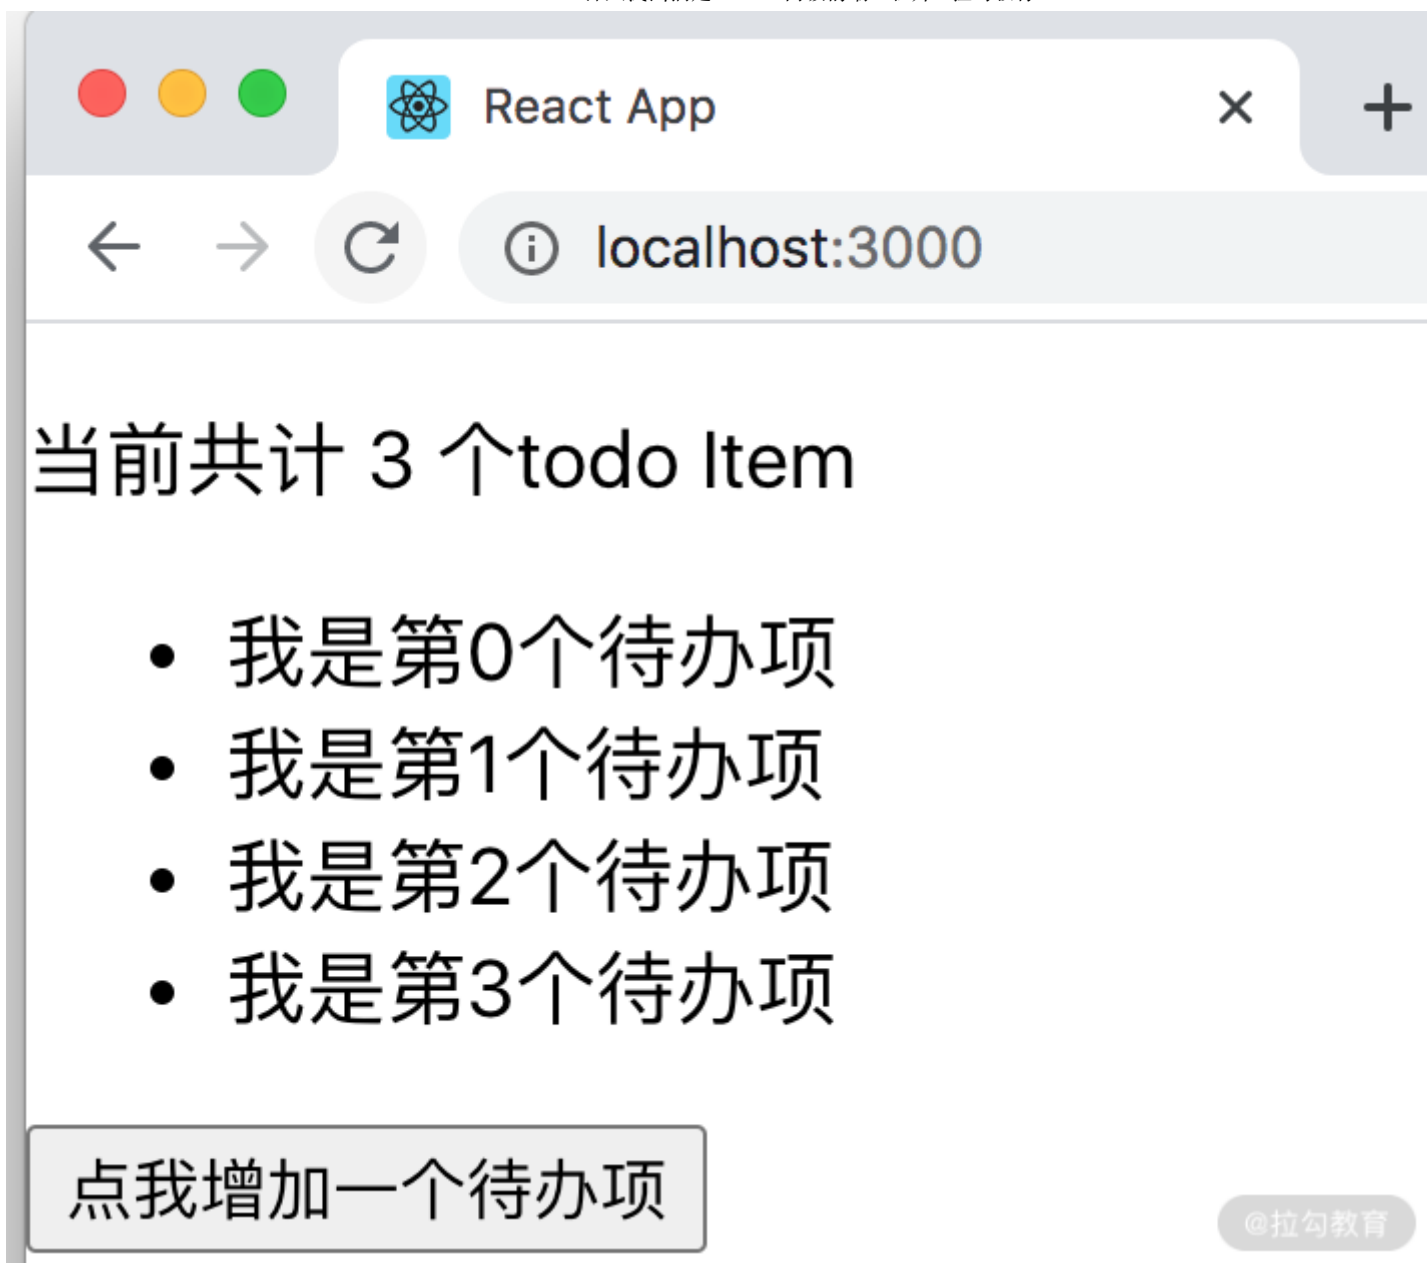 React App
localhost:3000
当前共计 3 个todo Item
我是第0个待办项
我是第1个待办项
我是第2个待办项
我是第3个待办项
点我增加一个待办项
@拉勾教育